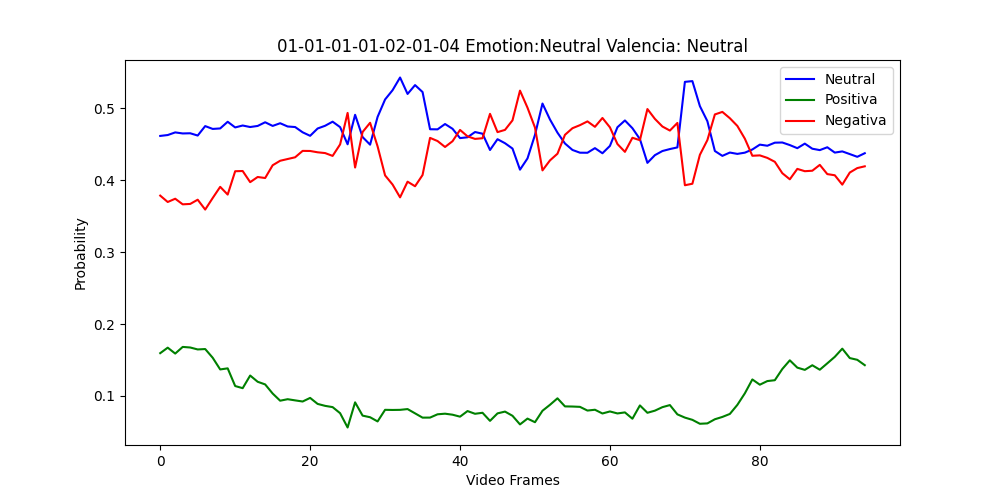 01-01-01-01-02-01-04 Emotion:Neutral Valencia: Neutral
Neutral
Positiva
Negativa
Probability
0.5
0.4
0.3
0.2
0.1
0 20 40 60 80
Video Frames